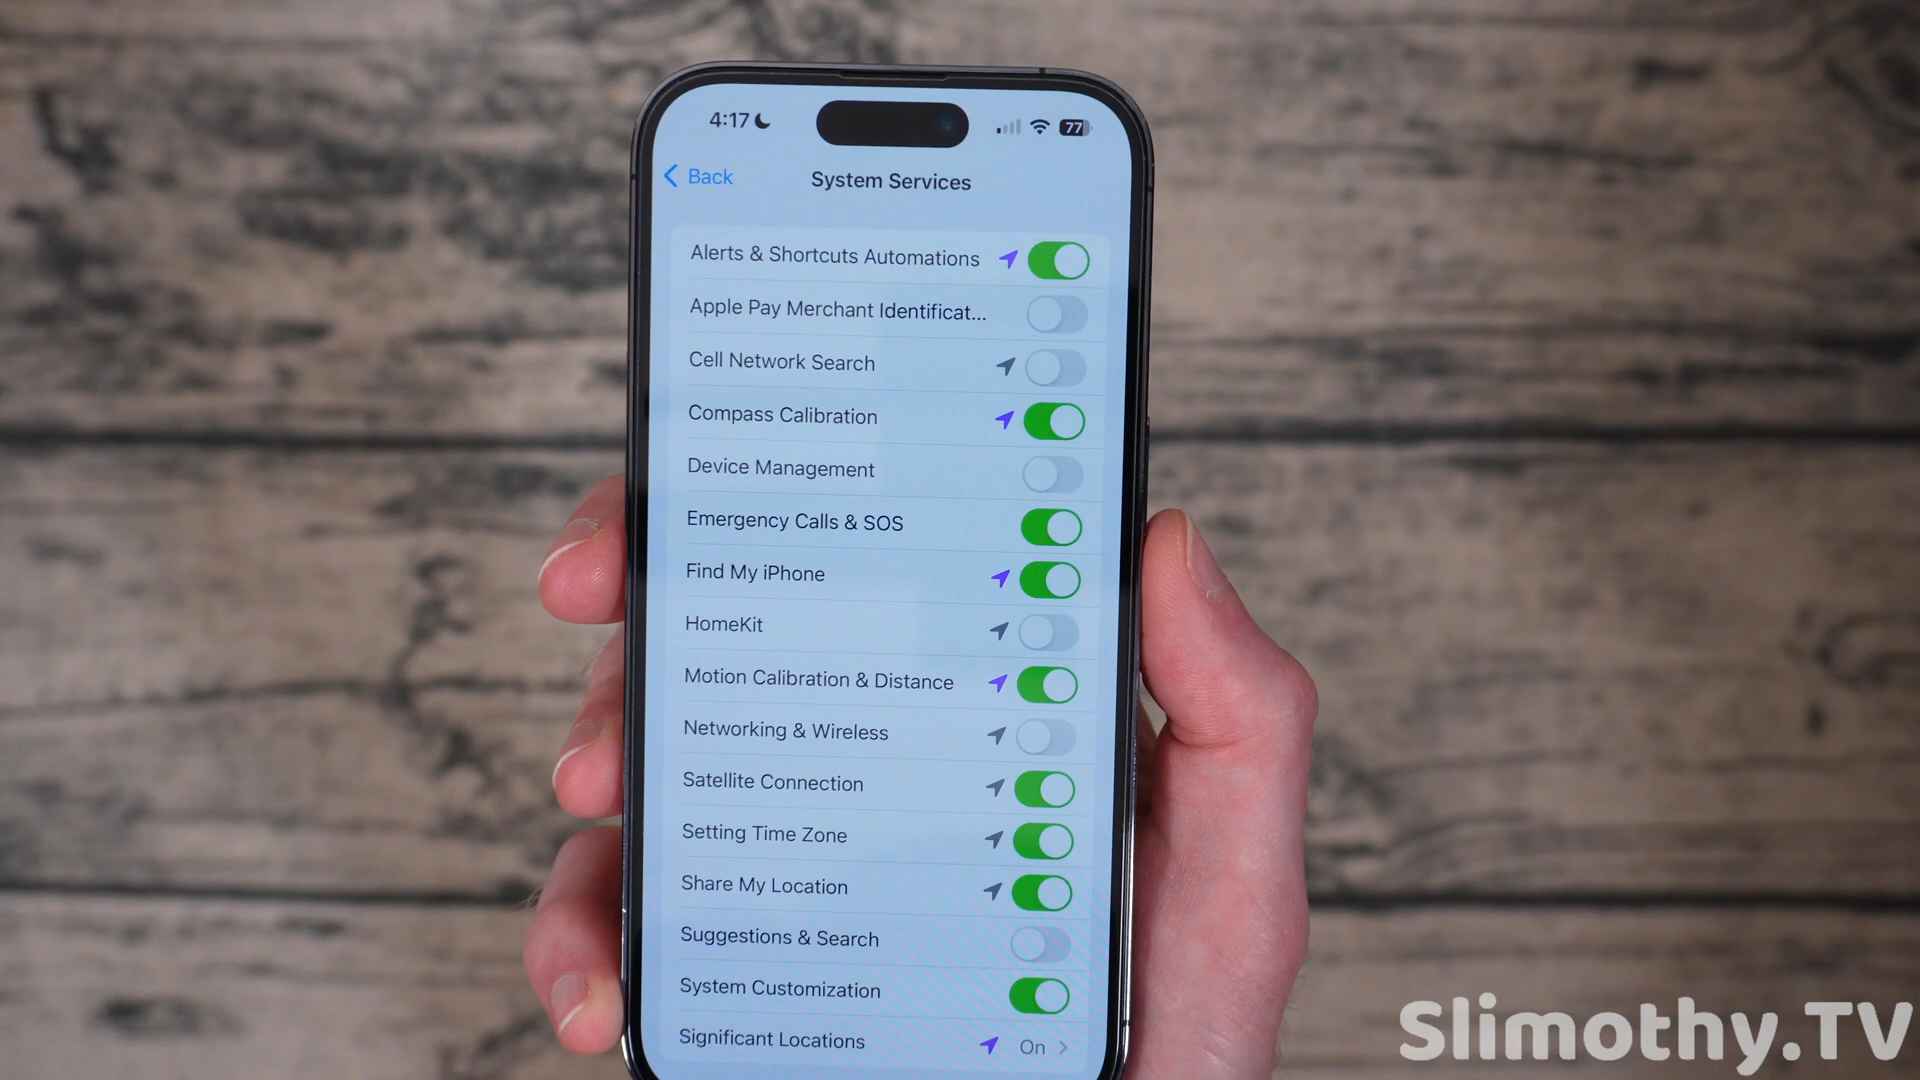 4:17
77
Back
System Services
Alerts & Shortcuts Automations
Apple Pay Merchant Identificat...
Cell Network Search
Compass Calibration
Device Management
Emergency Calls & SOS
Find My iPhone
HomeKit
Motion Calibration & Distance
Networking & Wireless
Satellite Connection
Setting Time Zone
Share My Location
Suggestions & Search
System Customization
Significant Locations On
Slimothy.TV